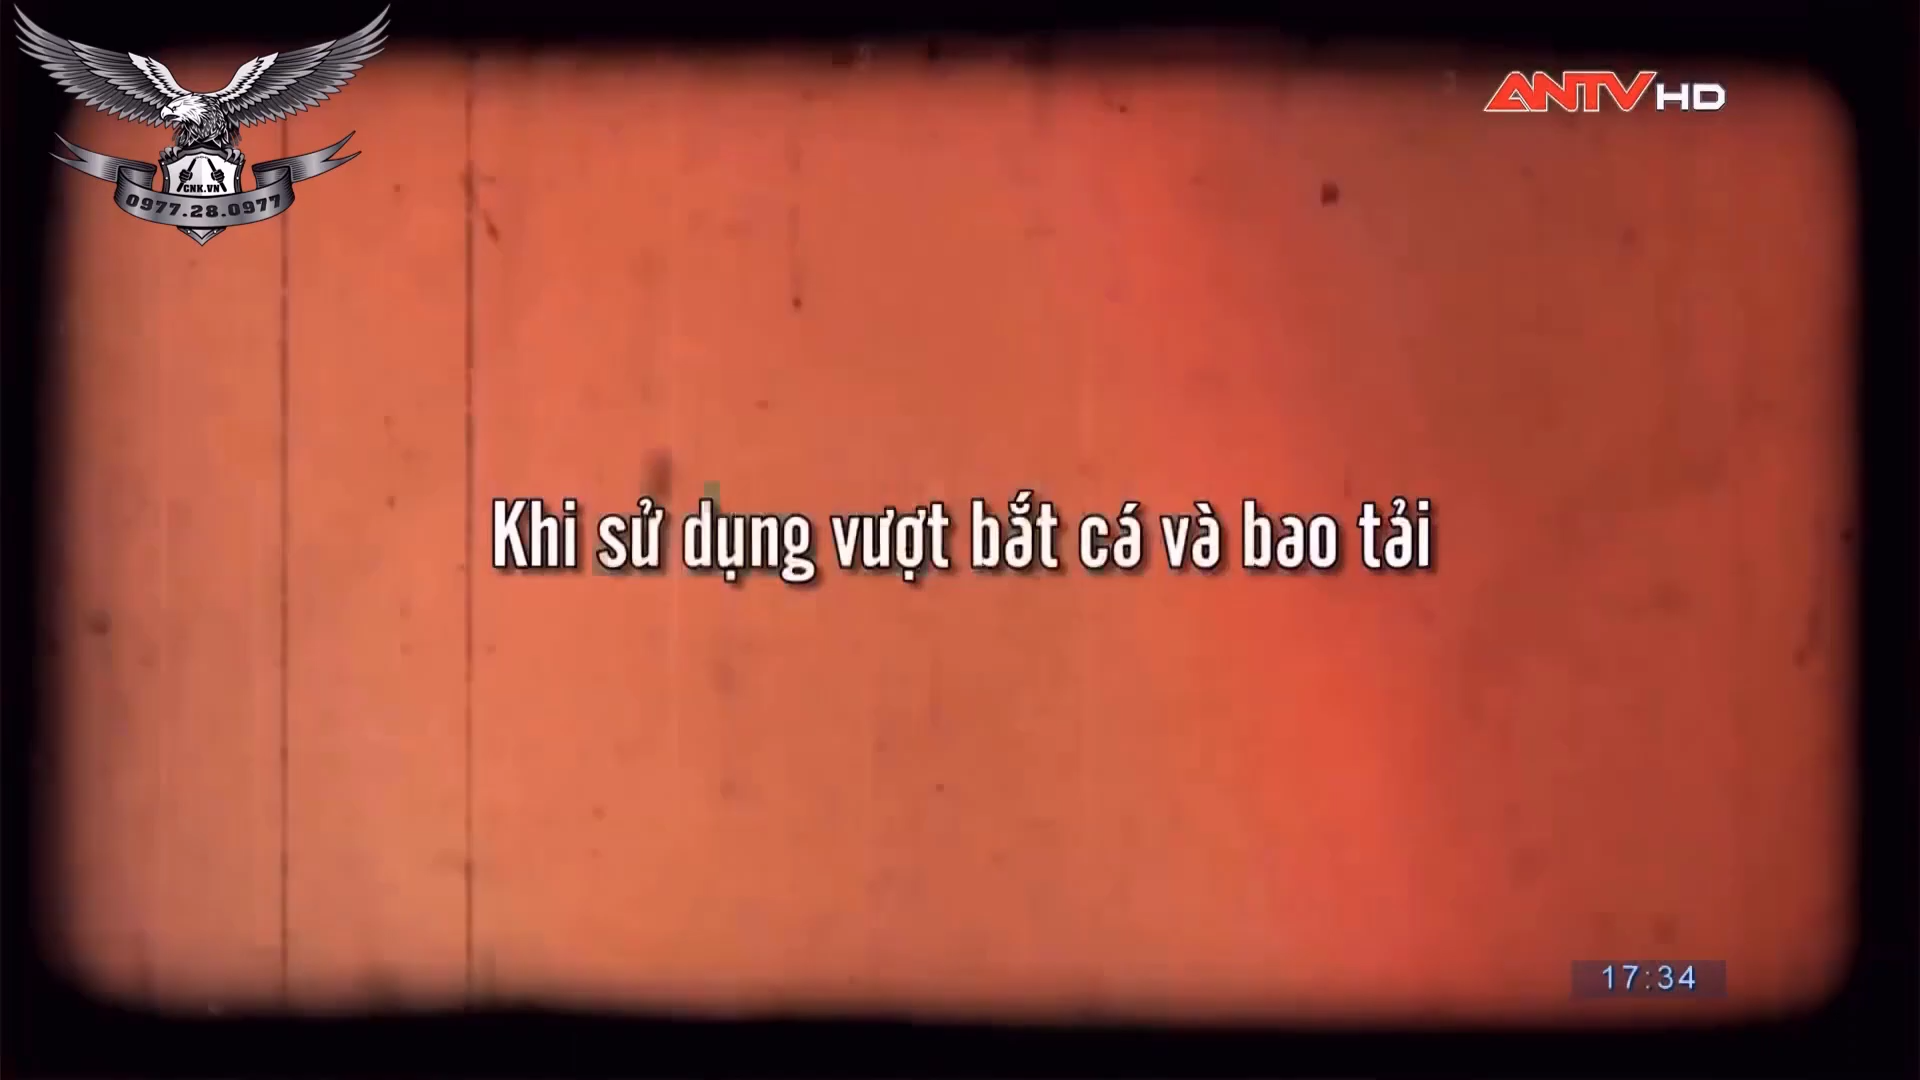 ANTV HD
CNK.VN
0977.28.0977
Khi sử dụng vượt bắt cá và bao tải
17:34